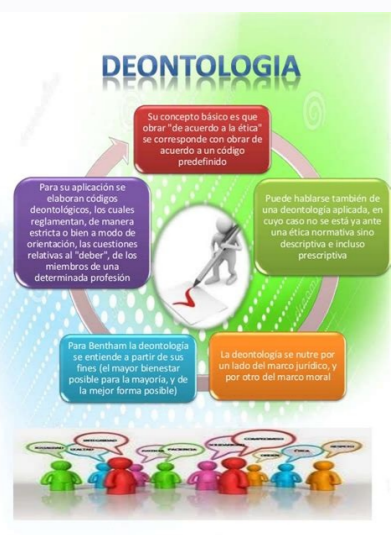 DEONTOLOGIA
Su concepto básico es que
obrar "de acuerdo a la ética"
se corresponde con obrar de
acuerdo a un código
predefinido
Puede hablarse también de
una deontología aplicada, en
cuyo caso no se está ya ante
una ética normativa sino
descriptiva e incluso
prescriptiva
La deontología se nutre por
un lado del marco jurídico, y
por otro del marco moral
Para Bentham la deontología
se entiende a partir de sus
fines (el mayor bienestar
posible para la mayoría, y de
la mejor forma posible)
Para su aplicación se
elaboran códigos
deontológicos, los cuales
reglamentan, de manera
estricta o bien a modo de
orientación, las cuestiones
relativas al "deber", de los
miembros de una
determinada profesión
INTEGRIDAD
COMPROMISO
LEALTAD
ÉTICA
RESPETO